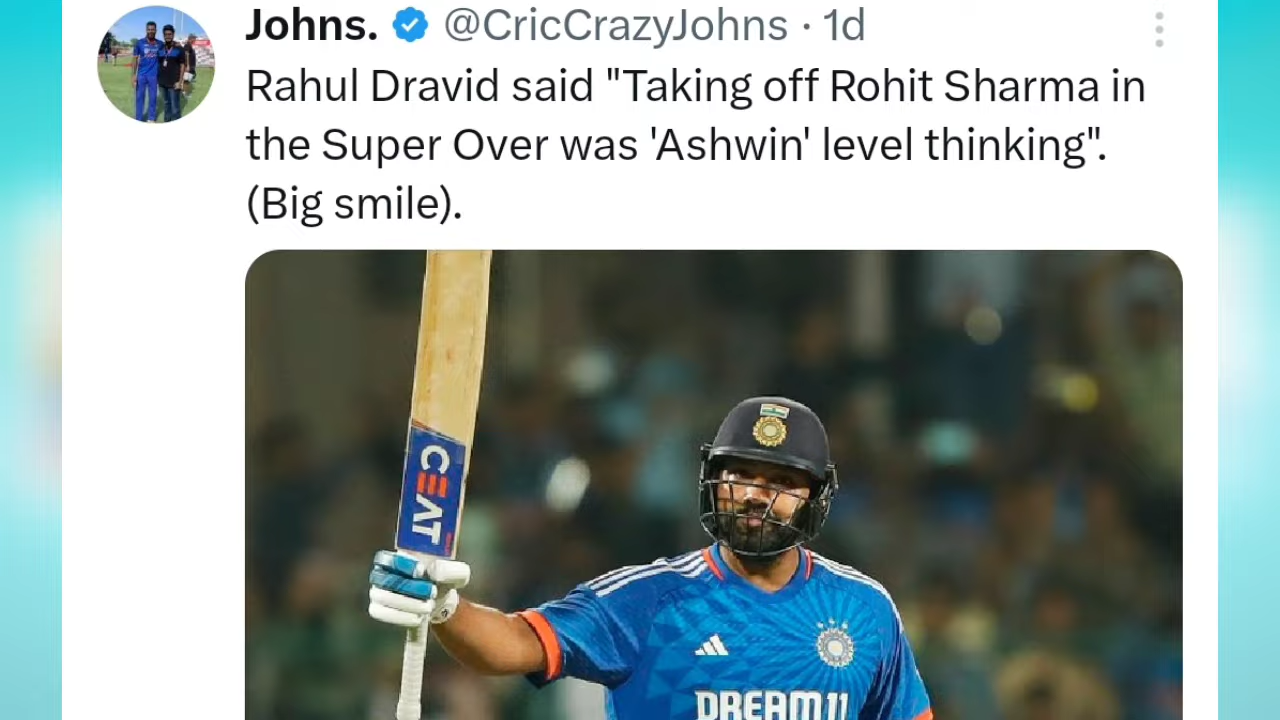 Johns. @CricCrazyJohns · 1d
Rahul Dravid said "Taking off Rohit Sharma in
the Super Over was 'Ashwin' level thinking".
(Big smile).
CEAT
DREAM11